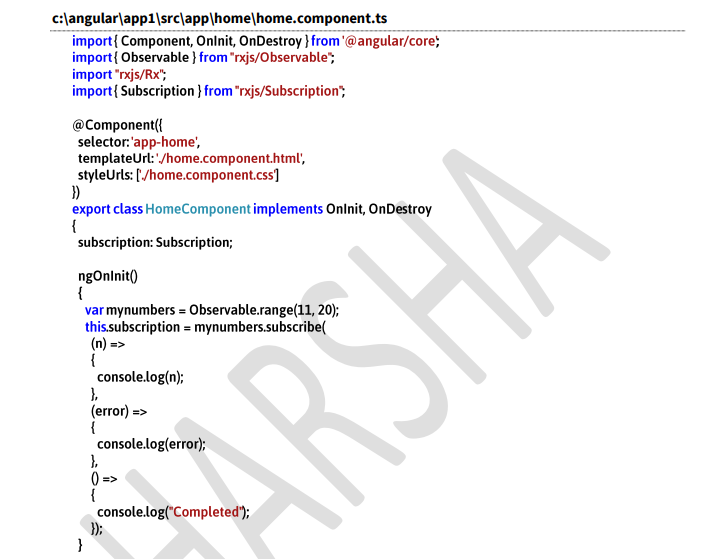 c:\angular\app1\src\app\home\home.component.ts
import { Component, OnInit, OnDestroy } from '@angular/core';
import { Observable } from "rxjs/Observable";
import "rxjs/Rx";
import { Subscription } from "rxjs/Subscription";
@Component({
selector: 'app-home',
templateUrl: './home.component.html',
styleUrls: ['./home.component.css']
})
export class HomeComponent implements OnInit, OnDestroy
{
subscription: Subscription;
ngOnInit()
{
var mynumbers = Observable.range(11, 20);
this.subscription = mynumbers.subscribe(
(n) =>
{
console.log(n);
},
(error) =>
{
console.log(error);
},
() =>
{
console.log("Completed");
});
}
HARSHA